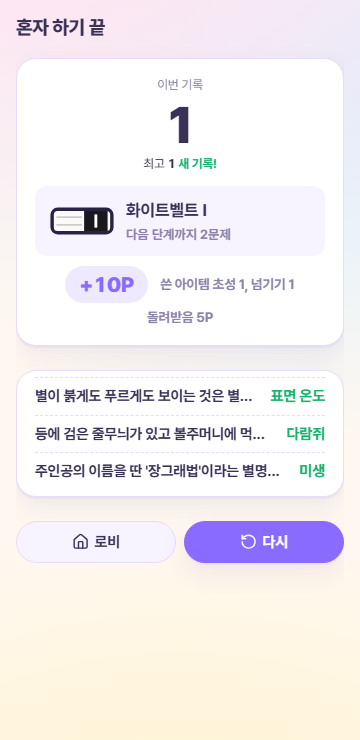 혼자 하기 끝
이번 기록
1
최고 1 새 기록!
화이트벨트 I
다음 단계까지 2문제
+10P 쓴 아이템 초성 1, 넘기기 1
돌려받음 5P
별이 붉게도 푸르게도 보이는 것은 별... 표면 온도
등에 검은 줄무늬가 있고 볼주머니에 먹... 다람쥐
주인공의 이름을 딴 '장그래법'이라는 별명... 미생
로비 다시